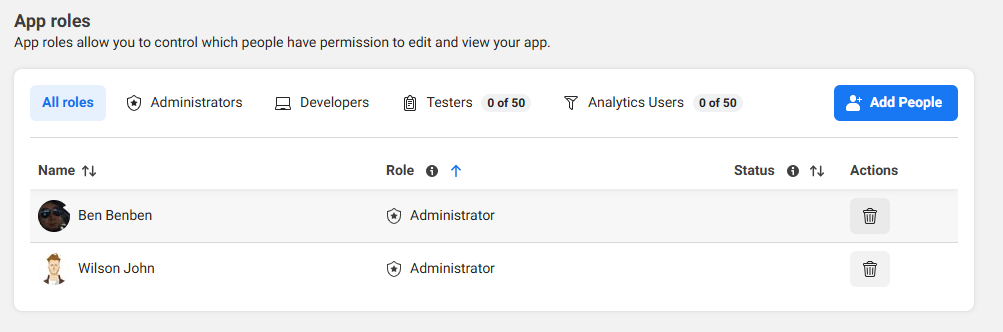 App roles
App roles allow you to control which people have permission to edit and view your app.
All roles Administrators Developers Testers 0 of 50 Analytics Users 0 of 50 Add People
Name Role Status Actions
Ben Benben Administrator
Wilson John Administrator